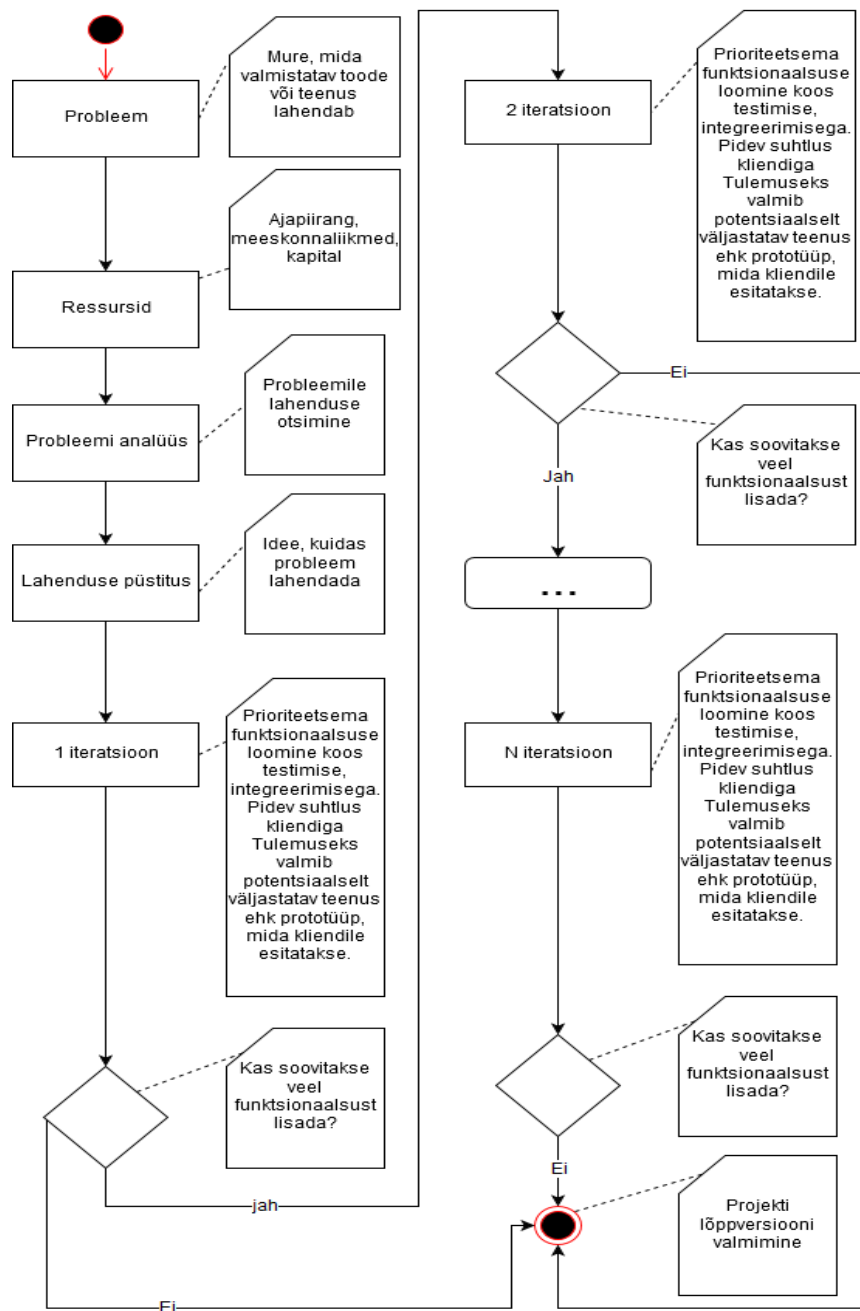 Probleem
Mure, mida
valmistatav toode
või teenus
lahendab
Ressursid
Ajapiirang,
meeskonnaliikmed,
kapital
Probleemi analüüs
Probleemile
lahenduse
otsimine
Lahenduse püstitus
Idee, kuidas
probleem
lahendada
1 iteratsioon
Prioriteetsema
funktsionaalsuse
loomine koos
testimise,
integreerimisega.
Pidev suhtlus
kliendiga
Tulemuseks
valmib
potentsiaalselt
väljastatav teenus
ehk prototüüp,
mida kliendile
esitatakse.
Kas soovitakse
veel
funktsionaalsust
lisada?
jah
Ei
2 iteratsioon
Prioriteetsema
funktsionaalsuse
loomine koos
testimise,
integreerimisega.
Pidev suhtlus
kliendiga
Tulemuseks
valmib
potentsiaalselt
väljastatav teenus
ehk prototüüp,
mida kliendile
esitatakse.
Ei
Kas soovitakse
veel
funktsionaalsust
lisada?
Jah
...
N iteratsioon
Prioriteetsema
funktsionaalsuse
loomine koos
testimise,
integreerimisega.
Pidev suhtlus
kliendiga
Tulemuseks
valmib
potentsiaalselt
väljastatav teenus
ehk prototüüp,
mida kliendile
esitatakse.
Kas soovitakse
veel
funktsionaalsust
lisada?
Ei
Projekti
lõppversiooni
valmimine